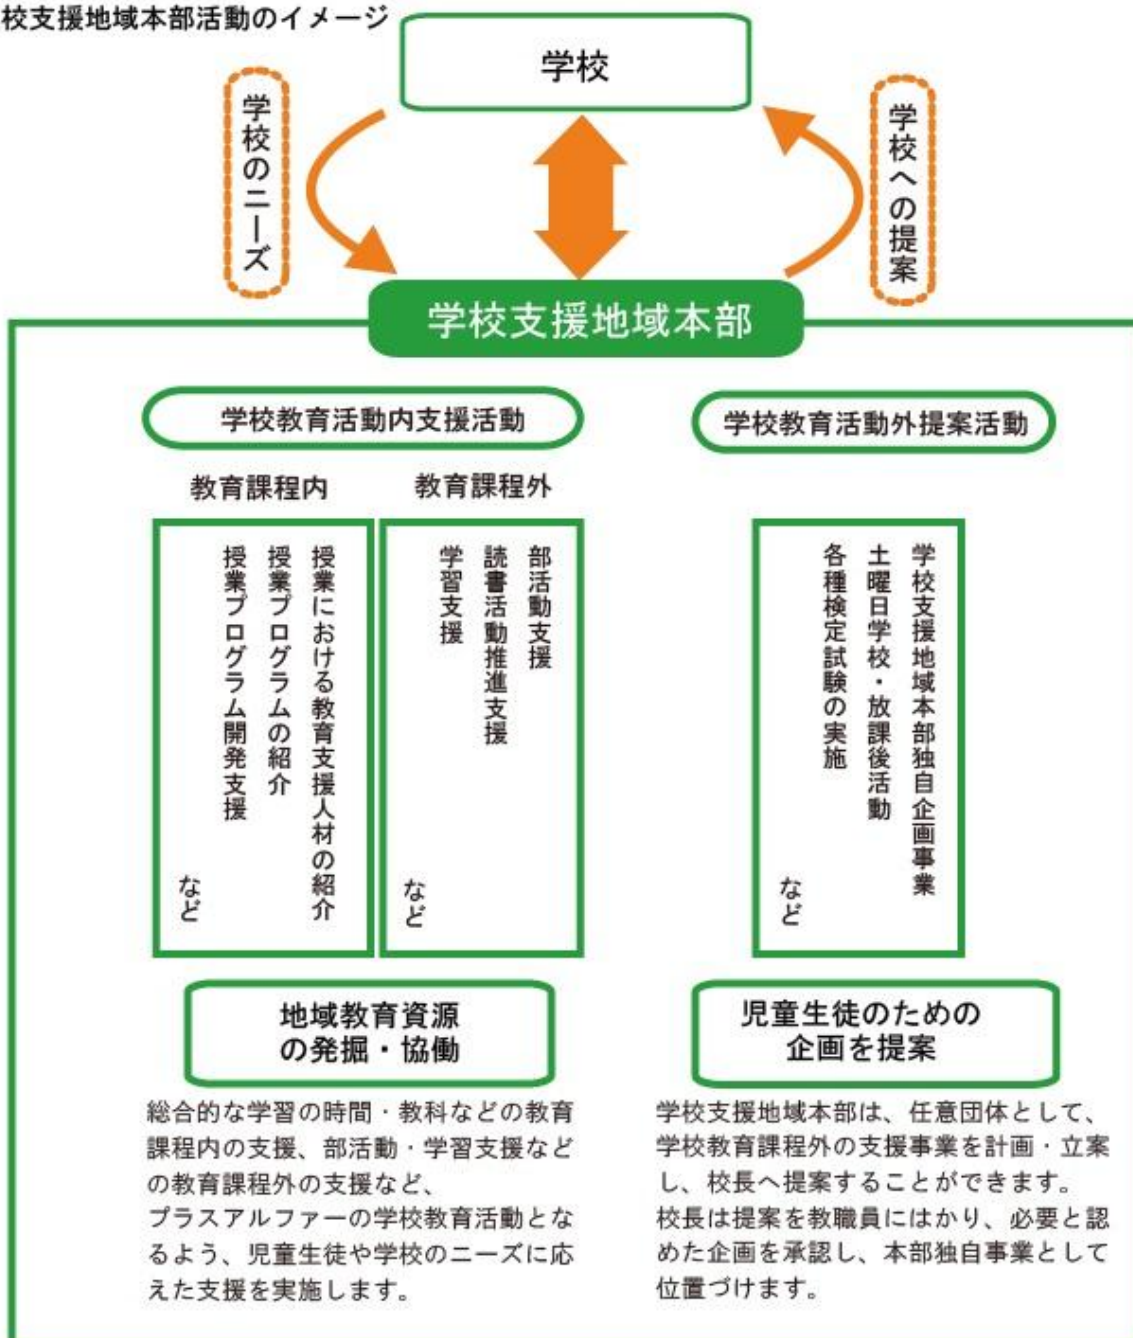 校支援地域本部活動のイメージ
学校
学校のニーズ
学校への提案
学校支援地域本部
学校教育活動内支援活動
学校教育活動外提案活動
教育課程内
教育課程外
授業における教育支援人材の紹介
授業プログラムの紹介
授業プログラム開発支援
など
部活動支援
読書活動推進支援
学習支援
など
学校支援地域本部独自企画事業
土曜日学校・放課後活動
各種検定試験の実施
など
地域教育資源
の発掘・協働
総合的な学習の時間・教科などの教育
課程内の支援、部活動・学習支援など
の教育課程外の支援など、
プラスアルファーの学校教育活動とな
るよう、児童生徒や学校のニーズに応
えた支援を実施します。
児童生徒のための
企画を提案
学校支援地域本部は、任意団体として、
学校教育課程外の支援事業を計画・立案
し、校長へ提案することができます。
校長は提案を教職員にはかり、必要と認
めた企画を承認し、本部独自事業として
位置づけます。